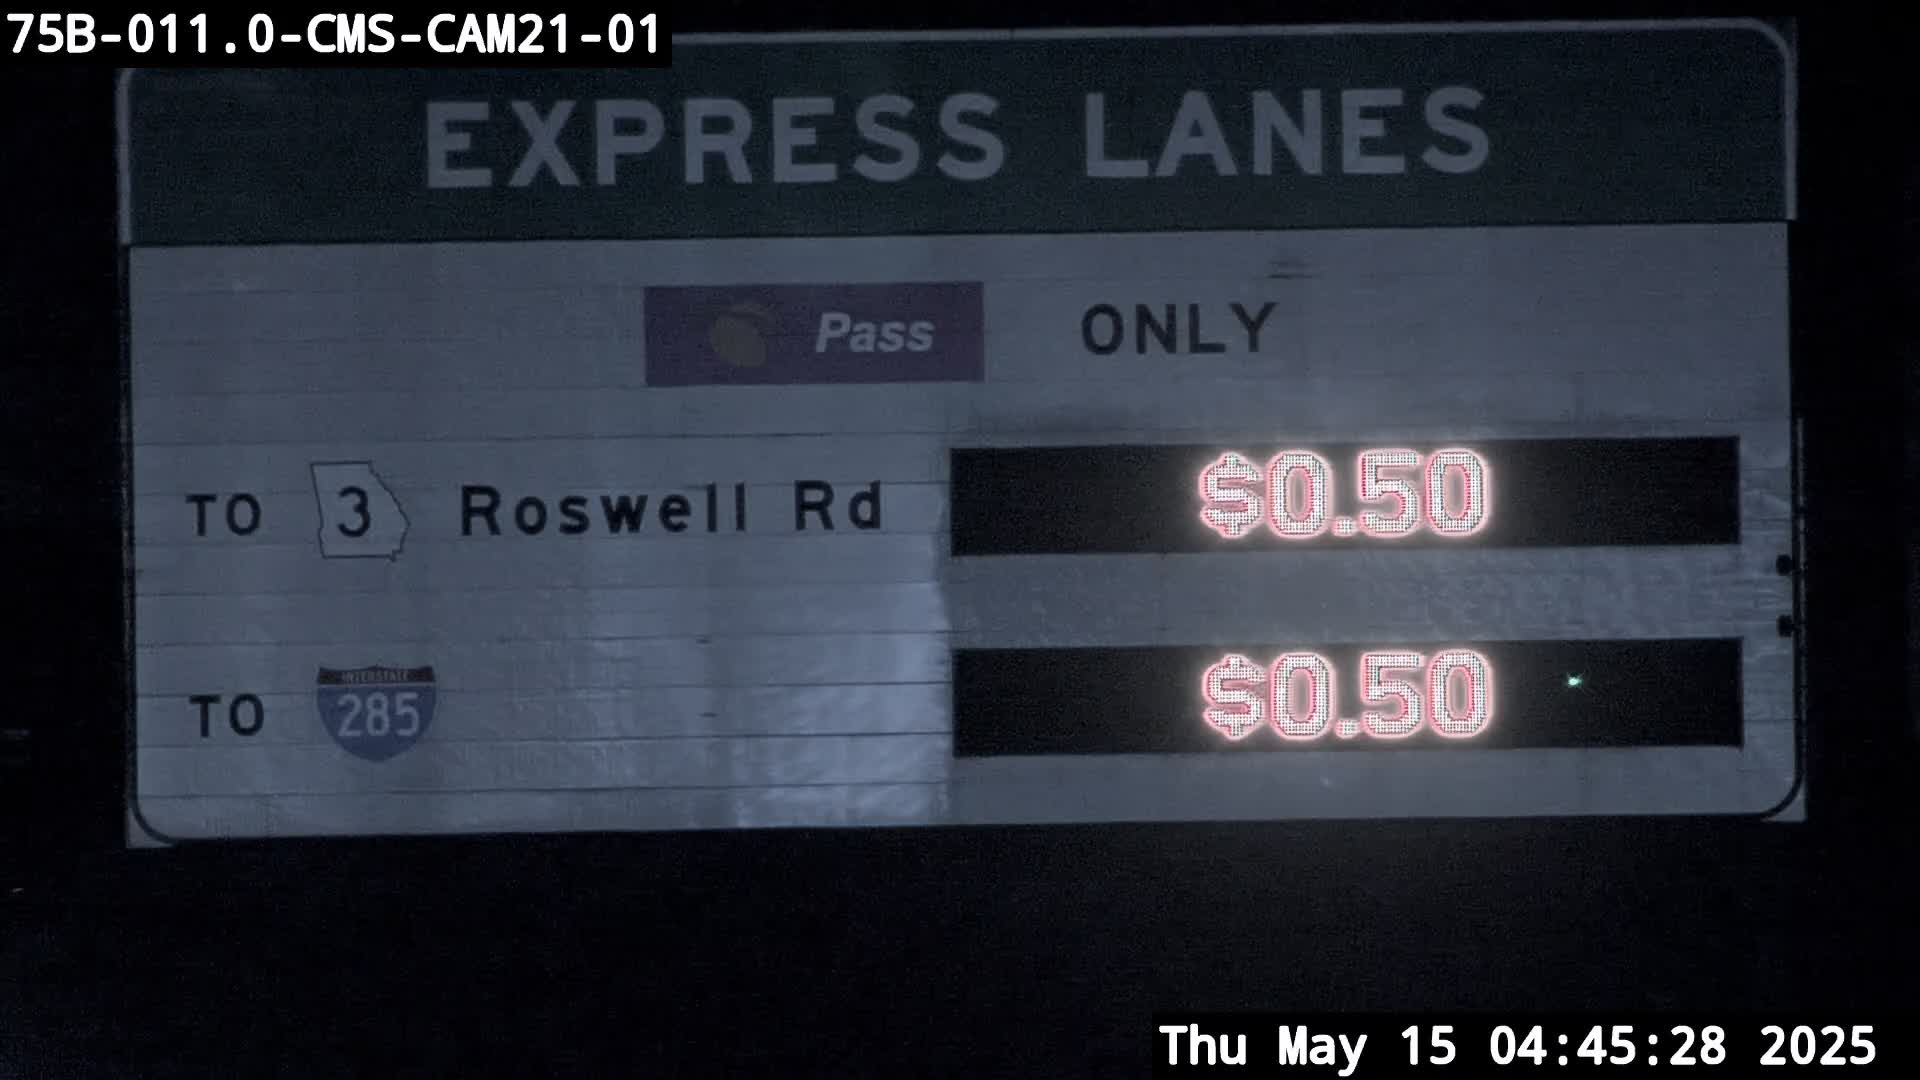 75B-011.0-CMS-CAM21-01
EXPRESS LANES
Pass ONLY
TO 3 Roswell Rd $0.50
INTERSTATE
TO 285 $0.50
Thu May 15 04:45:28 2025